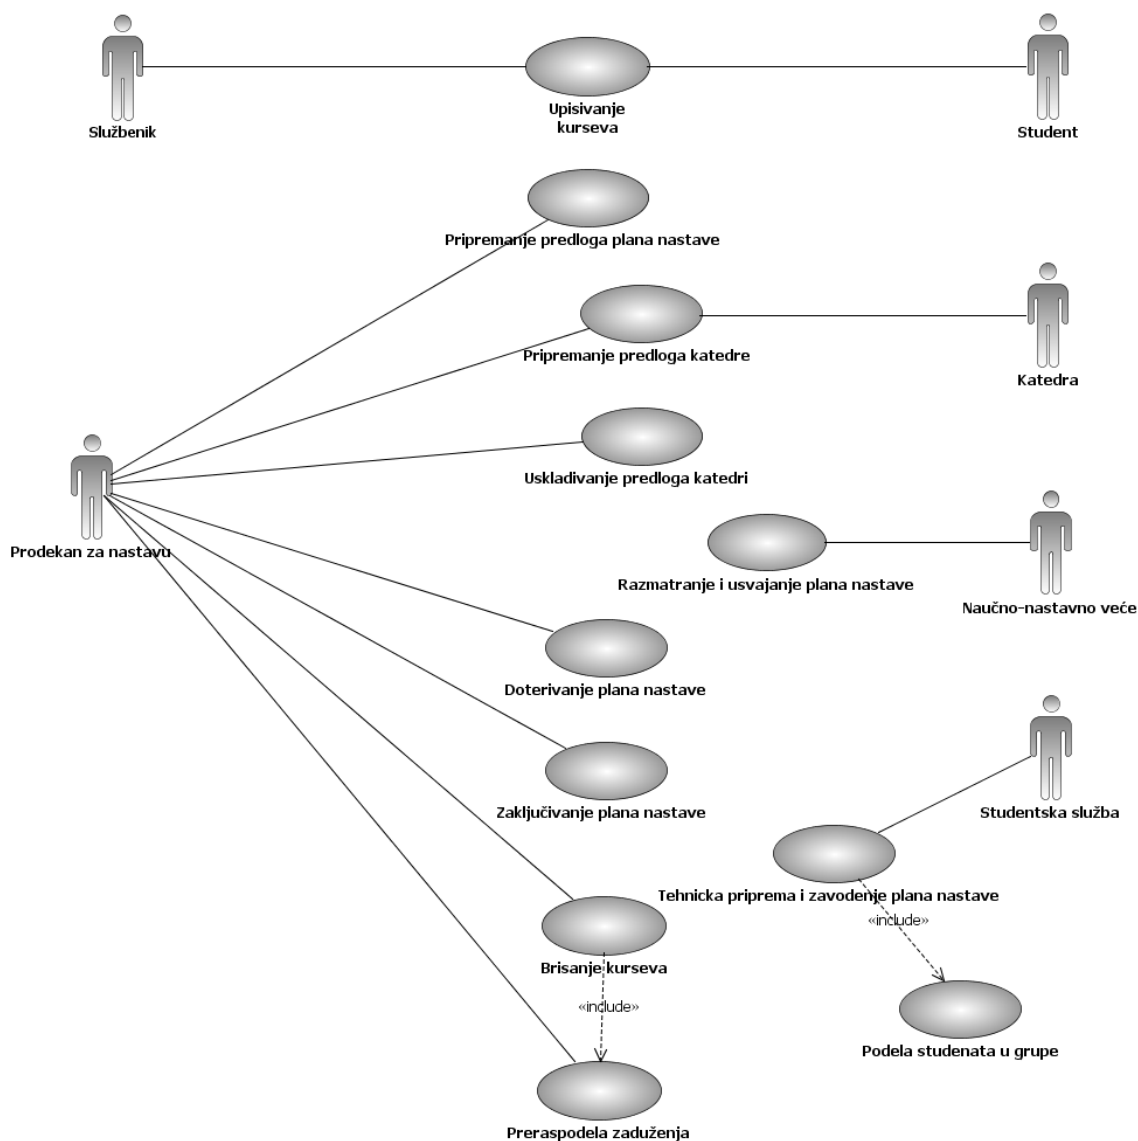 Službenik
Upisivanje
kurseva
Student
Pripremanje predloga plana nastave
Pripremanje predloga katedre
Katedra
Uskladivanje predloga katedri
Prodekan za nastavu
Razmatranje i usvajanje plana nastave
Naučno-nastavno veće
Doterivanje plana nastave
Zaključivanje plana nastave
Studentska služba
Tehnicka priprema i zavodenje plana nastave
«include»
Brisanje kurseva
«include»
Podela studenata u grupe
Preraspodela zaduženja